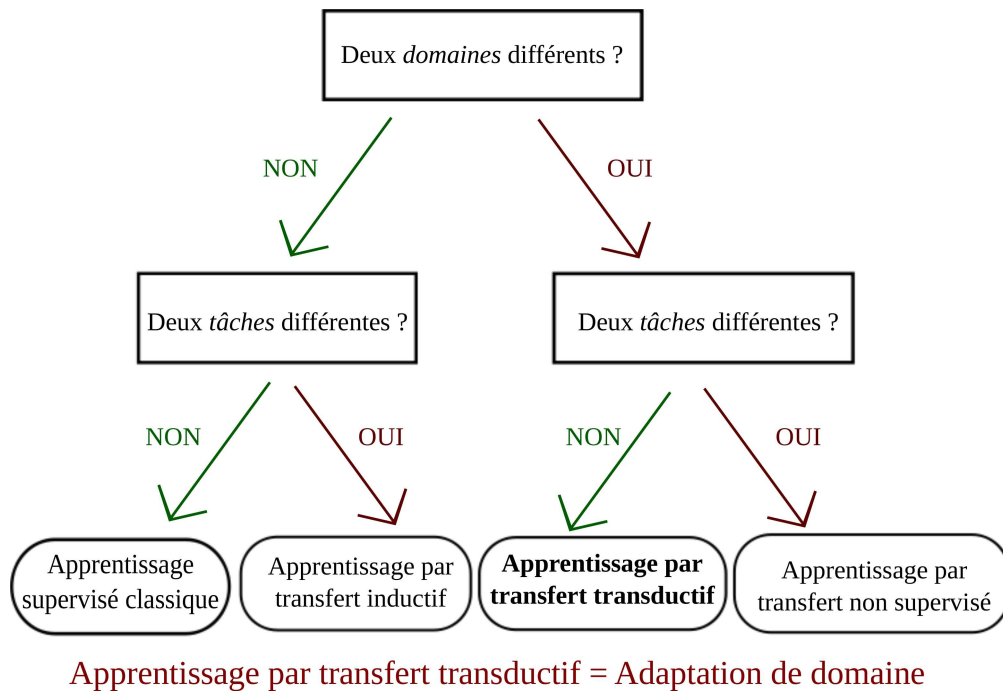 Deux domaines différents ?
NON
OUI
Deux tâches différentes ?
Deux tâches différentes ?
NON
OUI
NON
OUI
Apprentissage
supervisé classique
Apprentissage par
transfert inductif
Apprentissage par
transfert transductif
Apprentissage par
transfert non supervisé
Apprentissage par transfert transductif = Adaptation de domaine